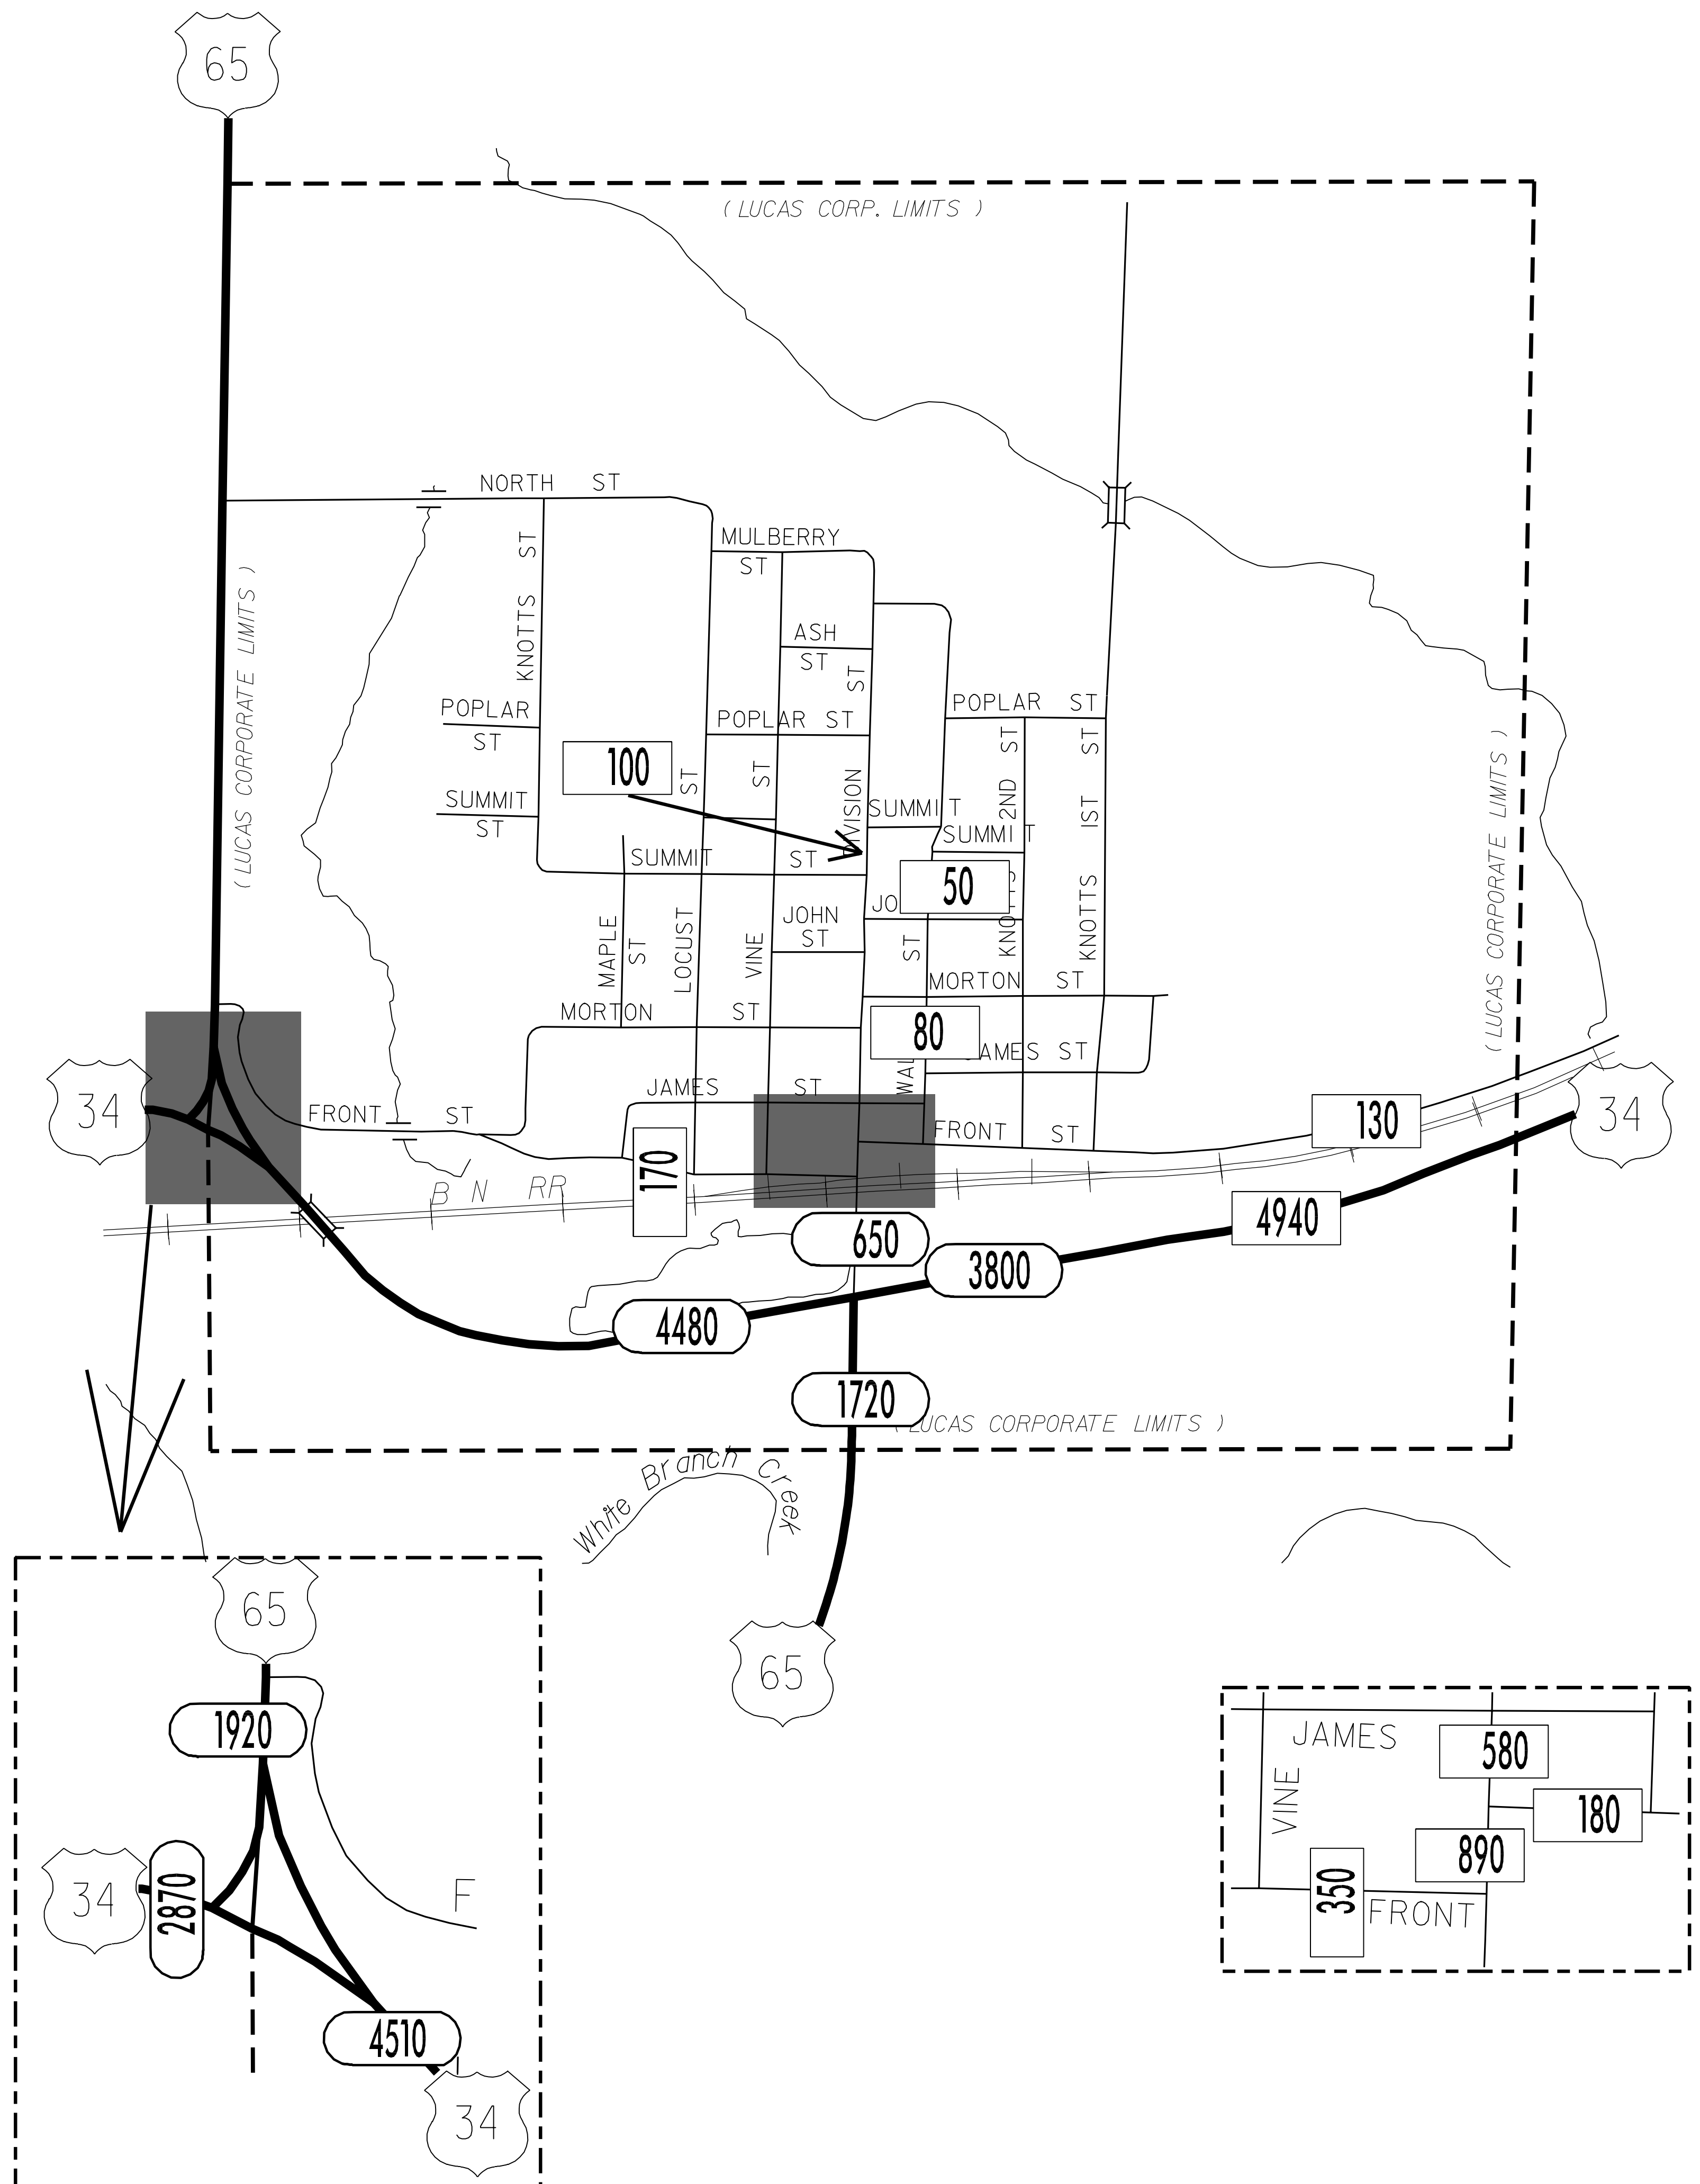 65
( LUCAS CORP. LIMITS )
NORTH ST
MULBERRY
ST
KNOTTS ST
ASH
ST
ST
( LUCAS CORPORATE LIMITS )
POPLAR
ST
POPLAR ST
POPLAR ST
100
ST
ST
2ND ST
IST ST
SUMMIT
ST
SUMMIT
SUMMIT
SUMMIT ST
50
JOHN
ST
MAPLE
ST
LOCUST
VINE
ST
KNOTTS
( LUCAS CORPORATE LIMITS )
MORTON ST
MORTON ST
80
ST
JAMES ST
34
FRONT ST
FRONT ST
130
34
170
B N RR
650
4940
3800
4480
1720
LUCAS CORPORATE LIMITS )
White Branch Creek
65
65
1920
34
2870
F
4510
34
JAMES
580
VINE
180
890
350
FRONT